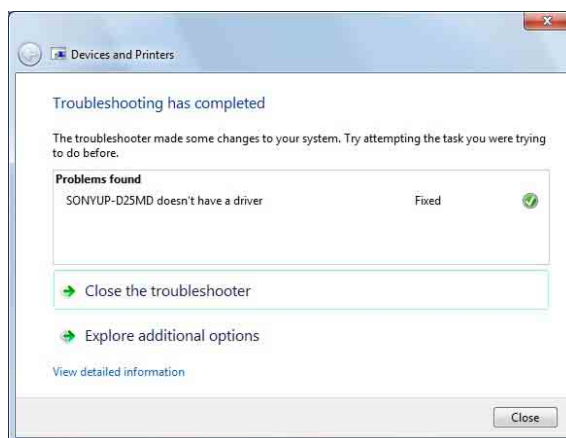 Devices and Printers
Troubleshooting has completed
The troubleshooter made some changes to your system. Try attempting the task you were trying
to do before.
Problems found
SONYUP-D25MD doesn't have a driver Fixed
Close the troubleshooter
Explore additional options
View detailed information
Close